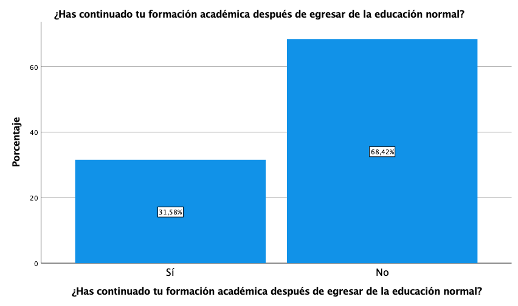 ¿Has continuado tu formación académica después de egresar de la educación normal?
Porcentaje
60
40
20
0
31,58%
68,42%
Sí
No
¿Has continuado tu formación académica después de egresar de la educación normal?